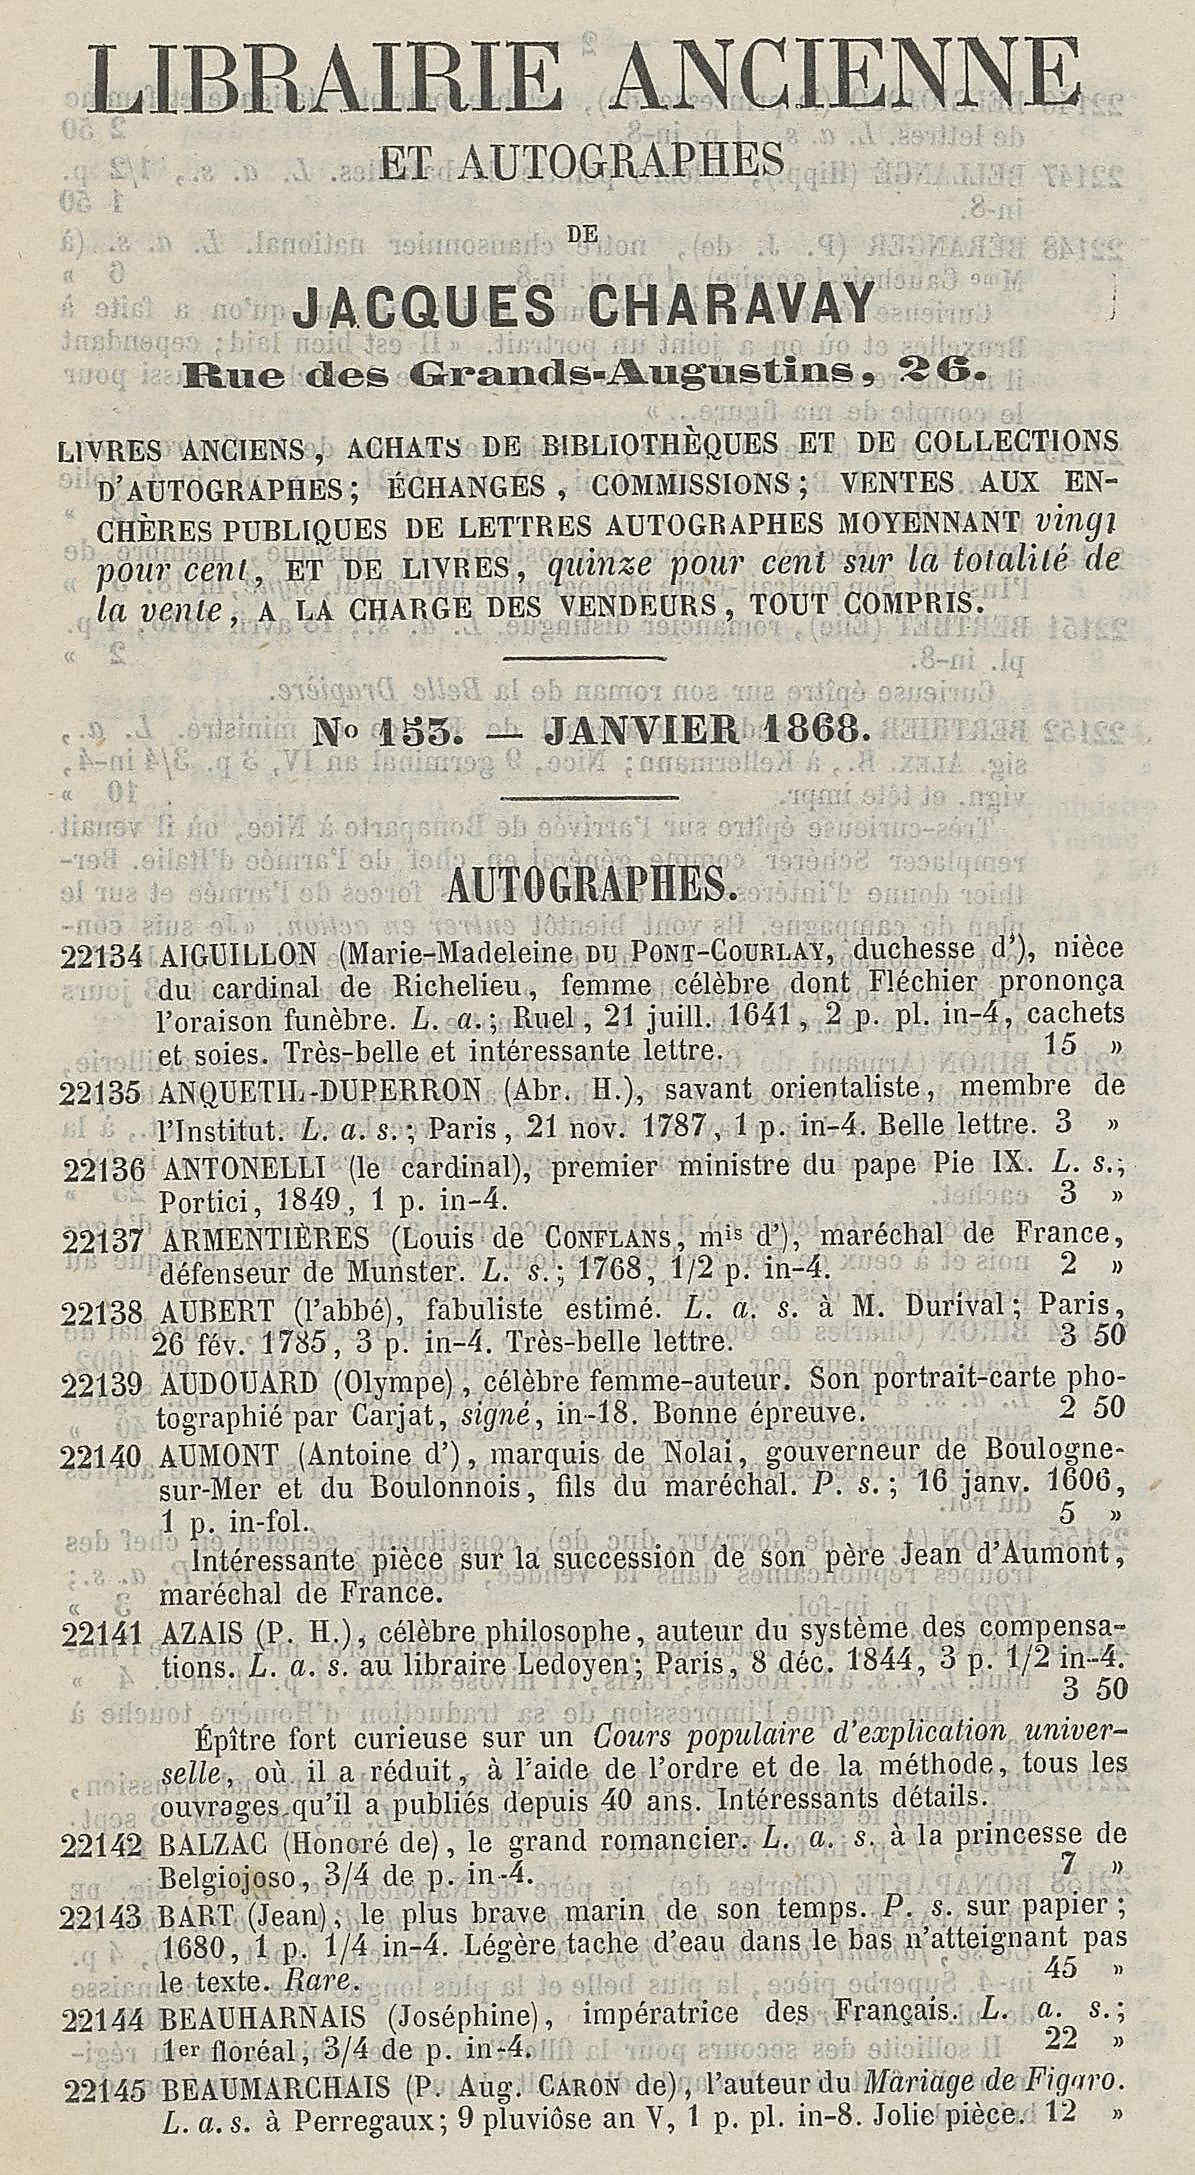 LIBRAIRIE ANCIENNE
ET AUTOGRAPHES
DE
JACQUES CHARAVAY
Rue des Grands-Augustins, 26.
LIVRES ANCIENS, ACHATS DE BIBLIOTHÈQUES ET DE COLLECTIONS
D'AUTOGRAPHES; ÉCHANGES, COMMISSIONS; VENTES AUX EN-
CHÈRES PUBLIQUES DE LETTRES AUTOGRAPHES MOYENNANT vingt
pour cent, ET DE LIVRES, quinze pour cent sur la totalité de
la vente, A LA CHARGE DES VENDEURS, TOUT COMPRIS.
No 153. — JANVIER 1868.
AUTOGRAPHES.
22134 AIGUILLON (Marie-Madeleine DU PONT-COURLAY, duchesse d'), nièce
du cardinal de Richelieu, femme célèbre dont Fléchier prononça
l'oraison funèbre. L. a.; Ruel, 21 juill. 1641, 2 p. pl. in-4, cachets
et soies. Très-belle et intéressante lettre. 15 »
22135 ANQUETIL-DUPERRON (Abr. H.), savant orientaliste, membre de
l'Institut. L. a. s.; Paris, 21 nov. 1787, 1 p. in-4. Belle lettre. 3 »
22136 ANTONELLI (le cardinal), premier ministre du pape Pie IX. L. s.;
Portici, 1849, 1 p. in-4. 3 »
22137 ARMENTIÈRES (Louis de CONFLANS, mis d'), maréchal de France,
défenseur de Munster. L. s.; 1768, 1/2 p. in-4. 2 »
22138 AUBERT (l'abbé), fabuliste estimé. L. a. s. à M. Durival; Paris,
26 fév. 1785, 3 p. in-4. Très-belle lettre. 3 50
22139 AUDOUARD (Olympe), célèbre femme-auteur. Son portrait-carte pho-
tographié par Carjat, signé, in-18. Bonne épreuve. 2 50
22140 AUMONT (Antoine d'), marquis de Nolai, gouverneur de Boulogne-
sur-Mer et du Boulonnois, fils du maréchal. P. s.; 16 janv. 1606,
1 p. in-fol. 5 »
Intéressante pièce sur la succession de son père Jean d'Aumont,
maréchal de France.
22141 AZAIS (P. H.), célèbre philosophe, auteur du système des compensa-
tions. L. a. s. au libraire Ledoyen; Paris, 8 déc. 1844, 3 p. 1/2 in-4.
3 50
Épître fort curieuse sur un Cours populaire d'explication univer-
selle, où il a réduit, à l'aide de l'ordre et de la méthode, tous les
ouvrages qu'il a publiés depuis 40 ans. Intéressants détails.
22142 BALZAC (Honoré de), le grand romancier. L. a. s. à la princesse de
Belgiojoso, 3/4 de p. in-4. 7 »
22143 BART (Jean), le plus brave marin de son temps. P. s. sur papier;
1680, 1 p. 1/4 in-4. Légère tache d'eau dans le bas n'atteignant pas
le texte. Rare. 45 »
22144 BEAUHARNAIS (Joséphine), impératrice des Français. L. a. s.;
1er floréal, 3/4 de p. in-4. 22 »
22145 BEAUMARCHAIS (P. Aug. CARON de), l'auteur du Mariage de Figaro.
L. a. s. à Perregaux; 9 pluviôse an V, 1 p. pl. in-8. Jolie pièce. 12 »